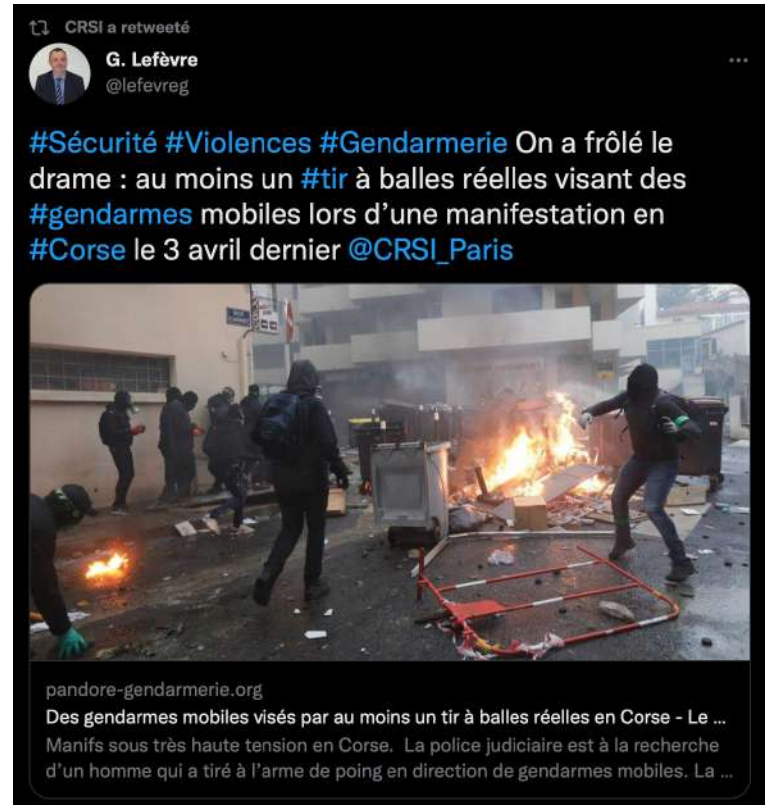 CRSI a retweeté
G. Lefèvre
@lefevreg
#Sécurité #Violences #Gendarmerie On a frôlé le
drame : au moins un #tir à balles réelles visant des
#gendarmes mobiles lors d’une manifestation en
#Corse le 3 avril dernier @CRSI_Paris
pandore-gendarmerie.org
Des gendarmes mobiles visés par au moins un tir à balles réelles en Corse - Le ...
Manifs sous très haute tension en Corse. La police judiciaire est à la recherche
d’un homme qui a tiré à l’arme de poing en direction de gendarmes mobiles. La ...